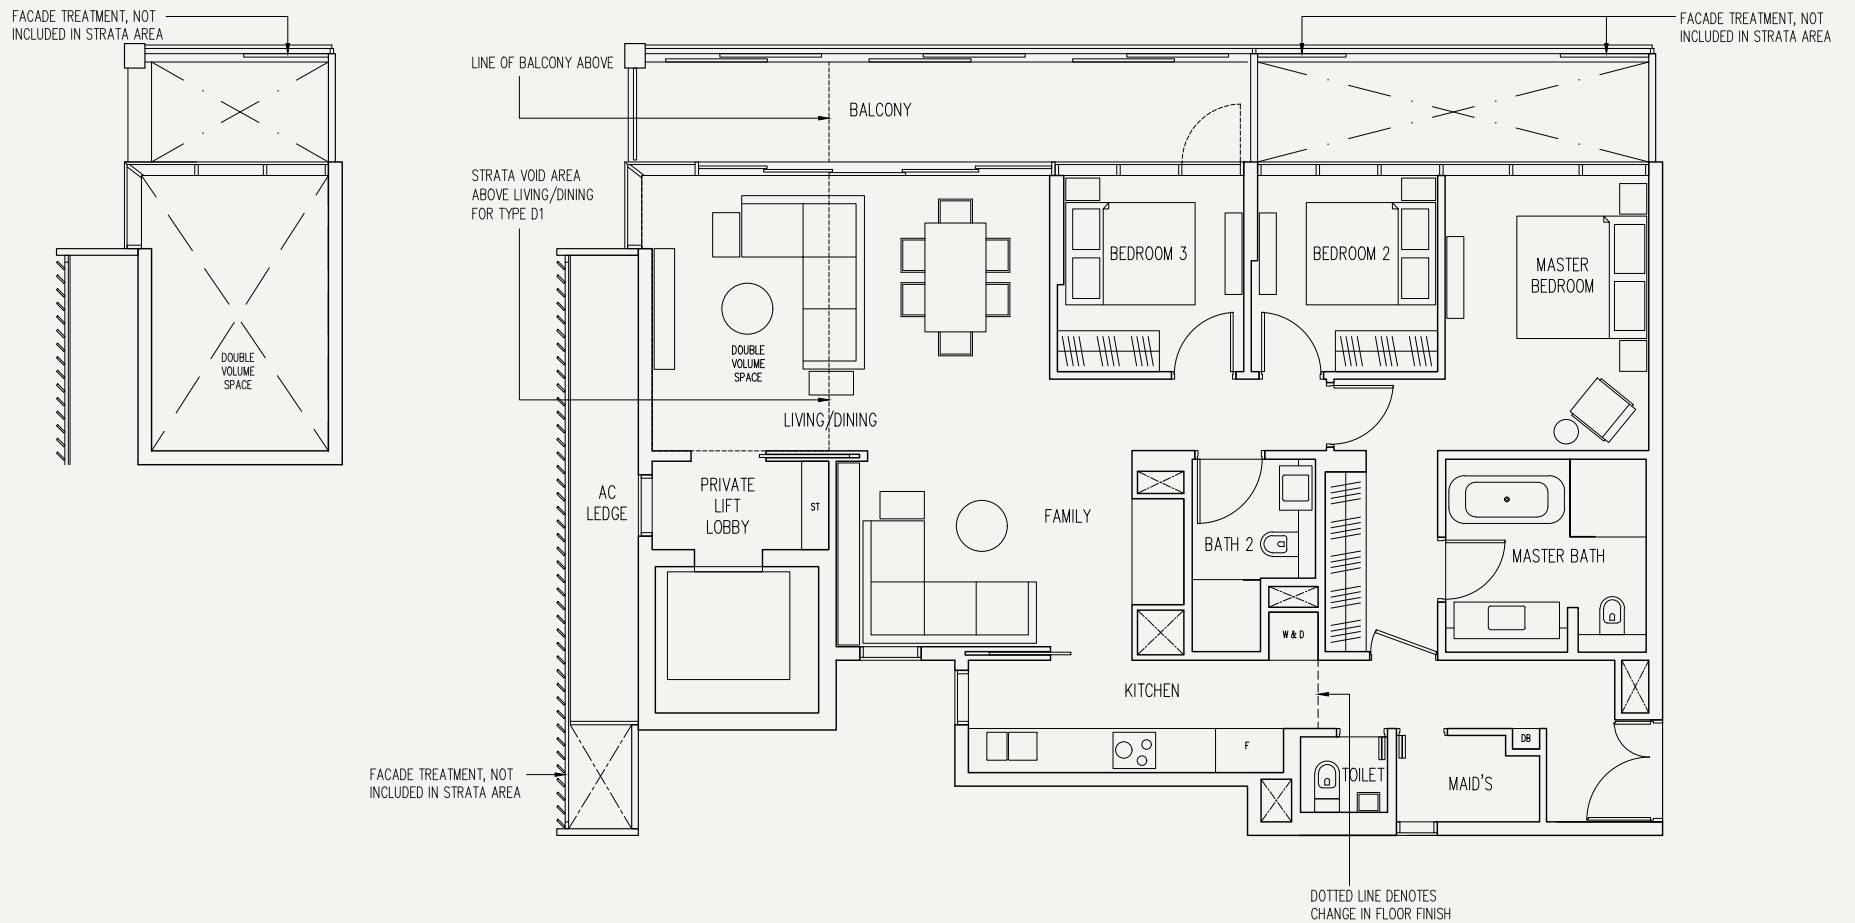 FACADE TREATMENT, NOT
INCLUDED IN STRATA AREA
DOUBLE
VOLUME
SPACE
LINE OF BALCONY ABOVE
STRATA VOID AREA
ABOVE LIVING/DINING
FOR TYPE D1
FACADE TREATMENT, NOT
INCLUDED IN STRATA AREA
BALCONY
BEDROOM 3
BEDROOM 2
MASTER
BEDROOM
DOUBLE
VOLUME
SPACE
LIVING/DINING
AC
LEDGE
PRIVATE
LIFT
LOBBY
ST
FAMILY
BATH 2
MASTER BATH
W & D
KITCHEN
F
TOILET
MAID'S
DB
FACADE TREATMENT, NOT
INCLUDED IN STRATA AREA
DOTTED LINE DENOTES
CHANGE IN FLOOR FINISH